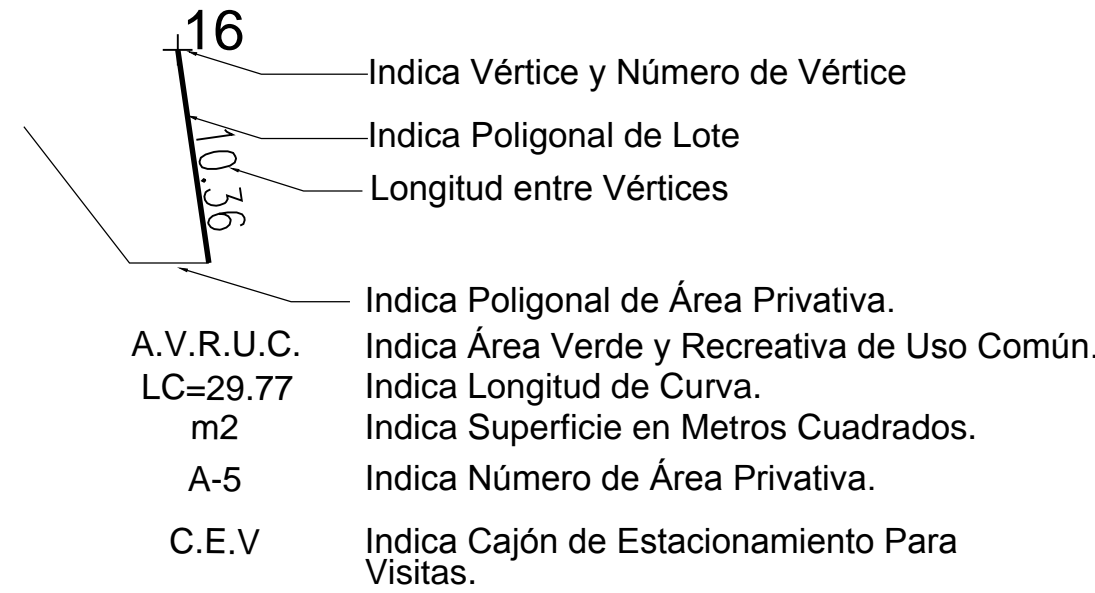 16
Indica Vértice y Número de Vértice
Indica Poligonal de Lote
10.36
Longitud entre Vértices
Indica Poligonal de Área Privativa.
A.V.R.U.C. Indica Área Verde y Recreativa de Uso Común.
LC=29.77 Indica Longitud de Curva.
m2 Indica Superficie en Metros Cuadrados.
A-5 Indica Número de Área Privativa.
C.E.V Indica Cajón de Estacionamiento Para
Visitas.